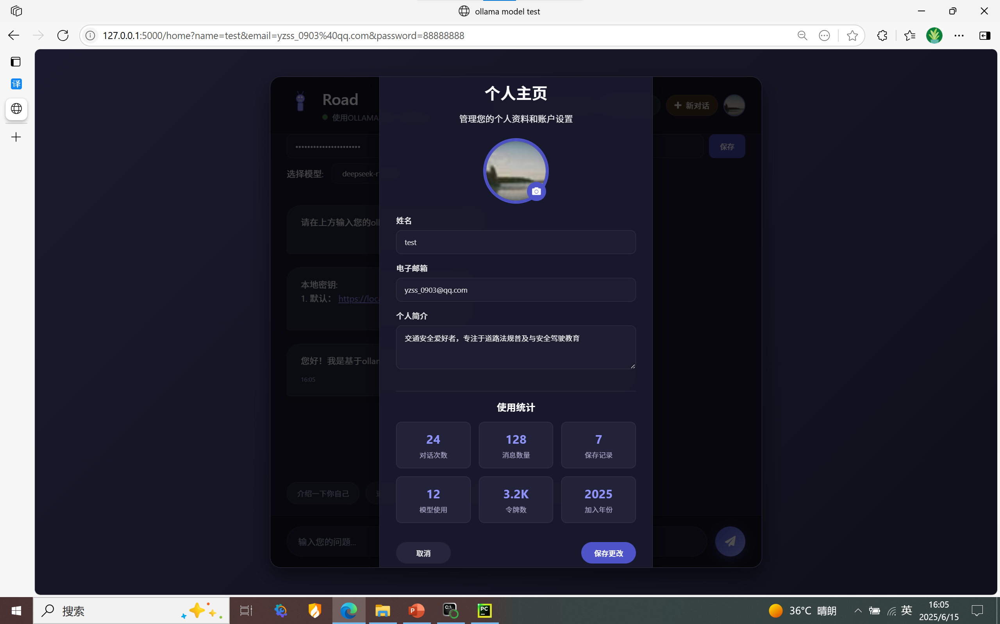 ollama model test
127.0.0.1:5000/home?name=test&email=yzss_0903%40qq.com&password=88888888
译
Road
使用OLLAMA
新对话
保存
选择模型:
deepseek-r
请在上方输入您的oll
本地密钥:
1. 默认： https://loca
您好！我是基于ollar
16:05
介绍一下你自己
输入您的问题...
个人主页
管理您的个人资料和账户设置
姓名
test
电子邮箱
yzss_0903@qq.com
个人简介
交通安全爱好者，专注于道路法规普及与安全驾驶教育
使用统计
24
对话次数
128
消息数量
7
保存记录
12
模型使用
3.2K
令牌数
2025
加入年份
取消
保存更改
搜索
P
C:\
PC
36°C 晴朗
英
16:05
2025/6/15